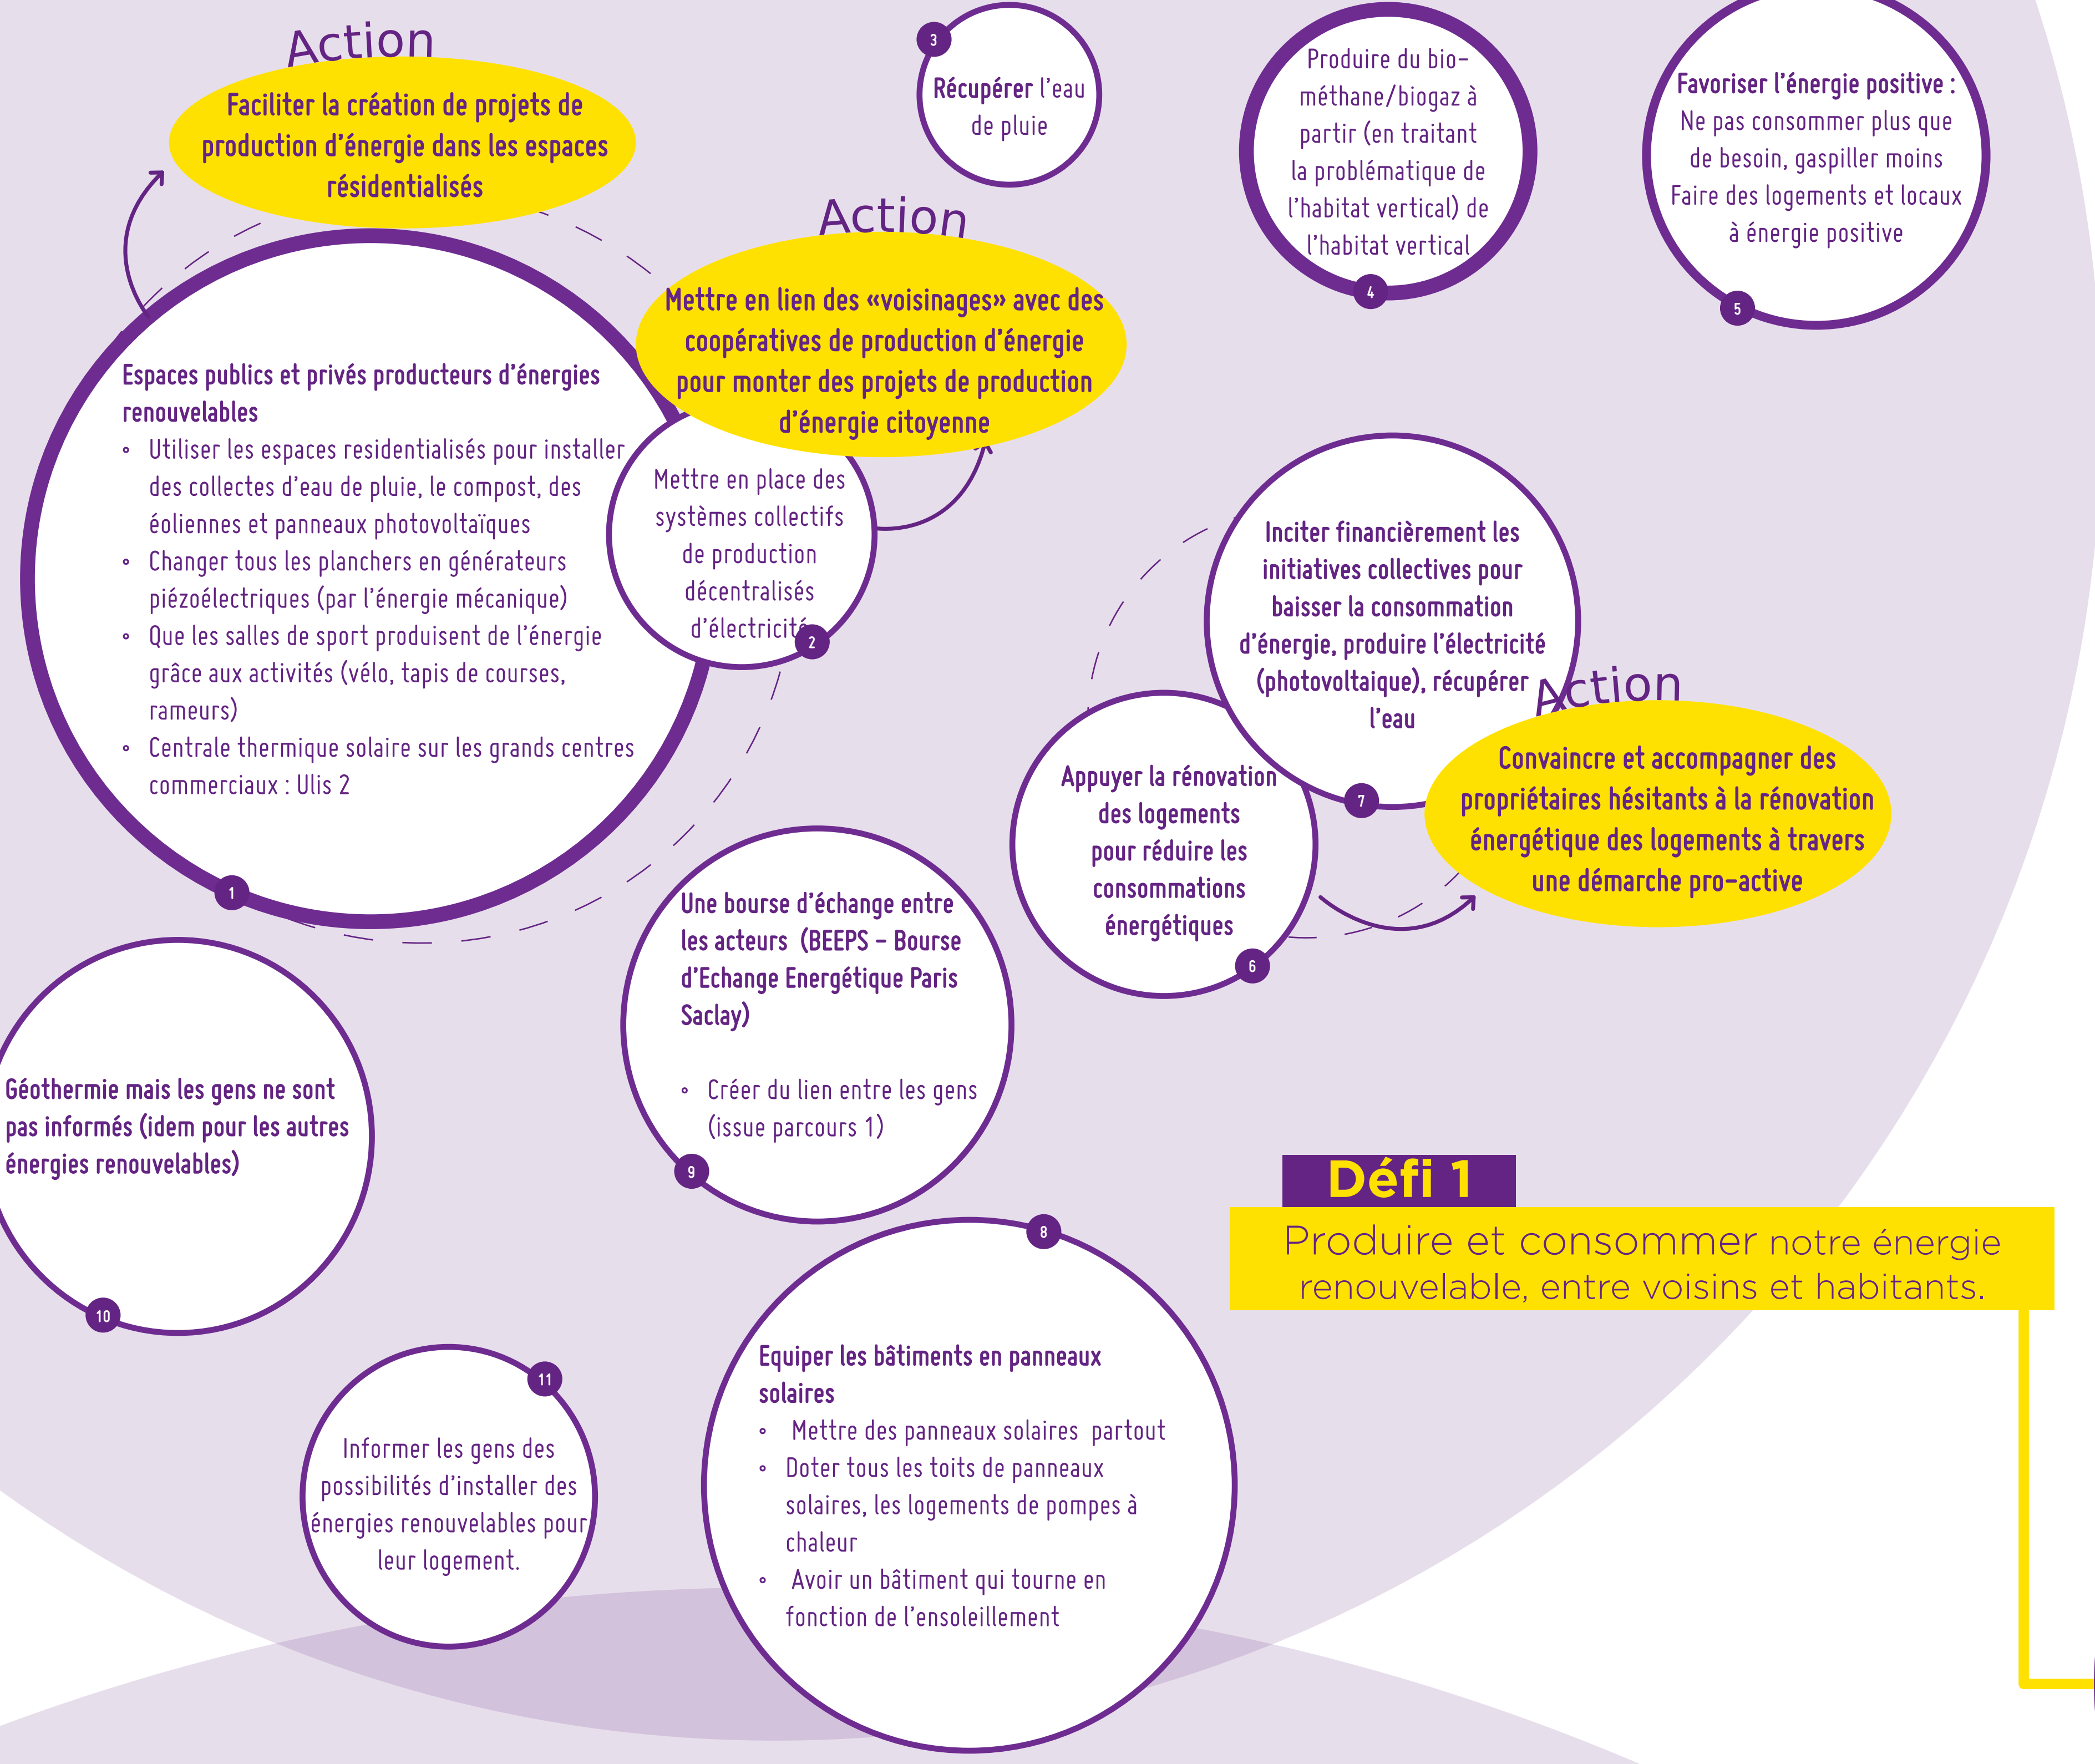 Action
Faciliter la création de projets de
production d'énergie dans les espaces
résidentialisés
3
Récupérer l'eau
de pluie
Produire du bio-
méthane/biogaz à
partir (en traitant
la problématique de
l'habitat vertical) de
l'habitat vertical
4
Favoriser l'énergie positive :
Ne pas consommer plus que
de besoin, gaspiller moins
Faire des logements et locaux
à énergie positive
5
Action
Mettre en lien des «voisinages» avec des
coopératives de production d'énergie
pour monter des projets de production
d'énergie citoyenne
Espaces publics et privés producteurs d'énergies
renouvelables
° Utiliser les espaces residentialisés pour installer
des collectes d'eau de pluie, le compost, des
éoliennes et panneaux photovoltaïques
° Changer tous les planchers en générateurs
piézoélectriques (par l'énergie mécanique)
° Que les salles de sport produisent de l'énergie
grâce aux activités (vélo, tapis de courses,
rameurs)
° Centrale thermique solaire sur les grands centres
commerciaux : Ulis 2
1
Mettre en place des
systèmes collectifs
de production
décentralisés
d'électricité
2
Inciter financièrement les
initiatives collectives pour
baisser la consommation
d'énergie, produire l'électricité
(photovoltaique), récupérer
l'eau
7
Action
Convaincre et accompagner des
propriétaires hésitants à la rénovation
énergétique des logements à travers
une démarche pro-active
Appuyer la rénovation
des logements
pour réduire les
consommations
énergétiques
6
Une bourse d'échange entre
les acteurs (BEEPS - Bourse
d'Echange Energétique Paris
Saclay)
° Créer du lien entre les gens
(issue parcours 1)
9
Géothermie mais les gens ne sont
pas informés (idem pour les autres
énergies renouvelables)
10
Défi 1
Produire et consommer notre énergie
renouvelable, entre voisins et habitants.
8
Equiper les bâtiments en panneaux
solaires
° Mettre des panneaux solaires partout
° Doter tous les toits de panneaux
solaires, les logements de pompes à
chaleur
° Avoir un bâtiment qui tourne en
fonction de l'ensoleillement
11
Informer les gens des
possibilités d'installer des
énergies renouvelables pour
leur logement.